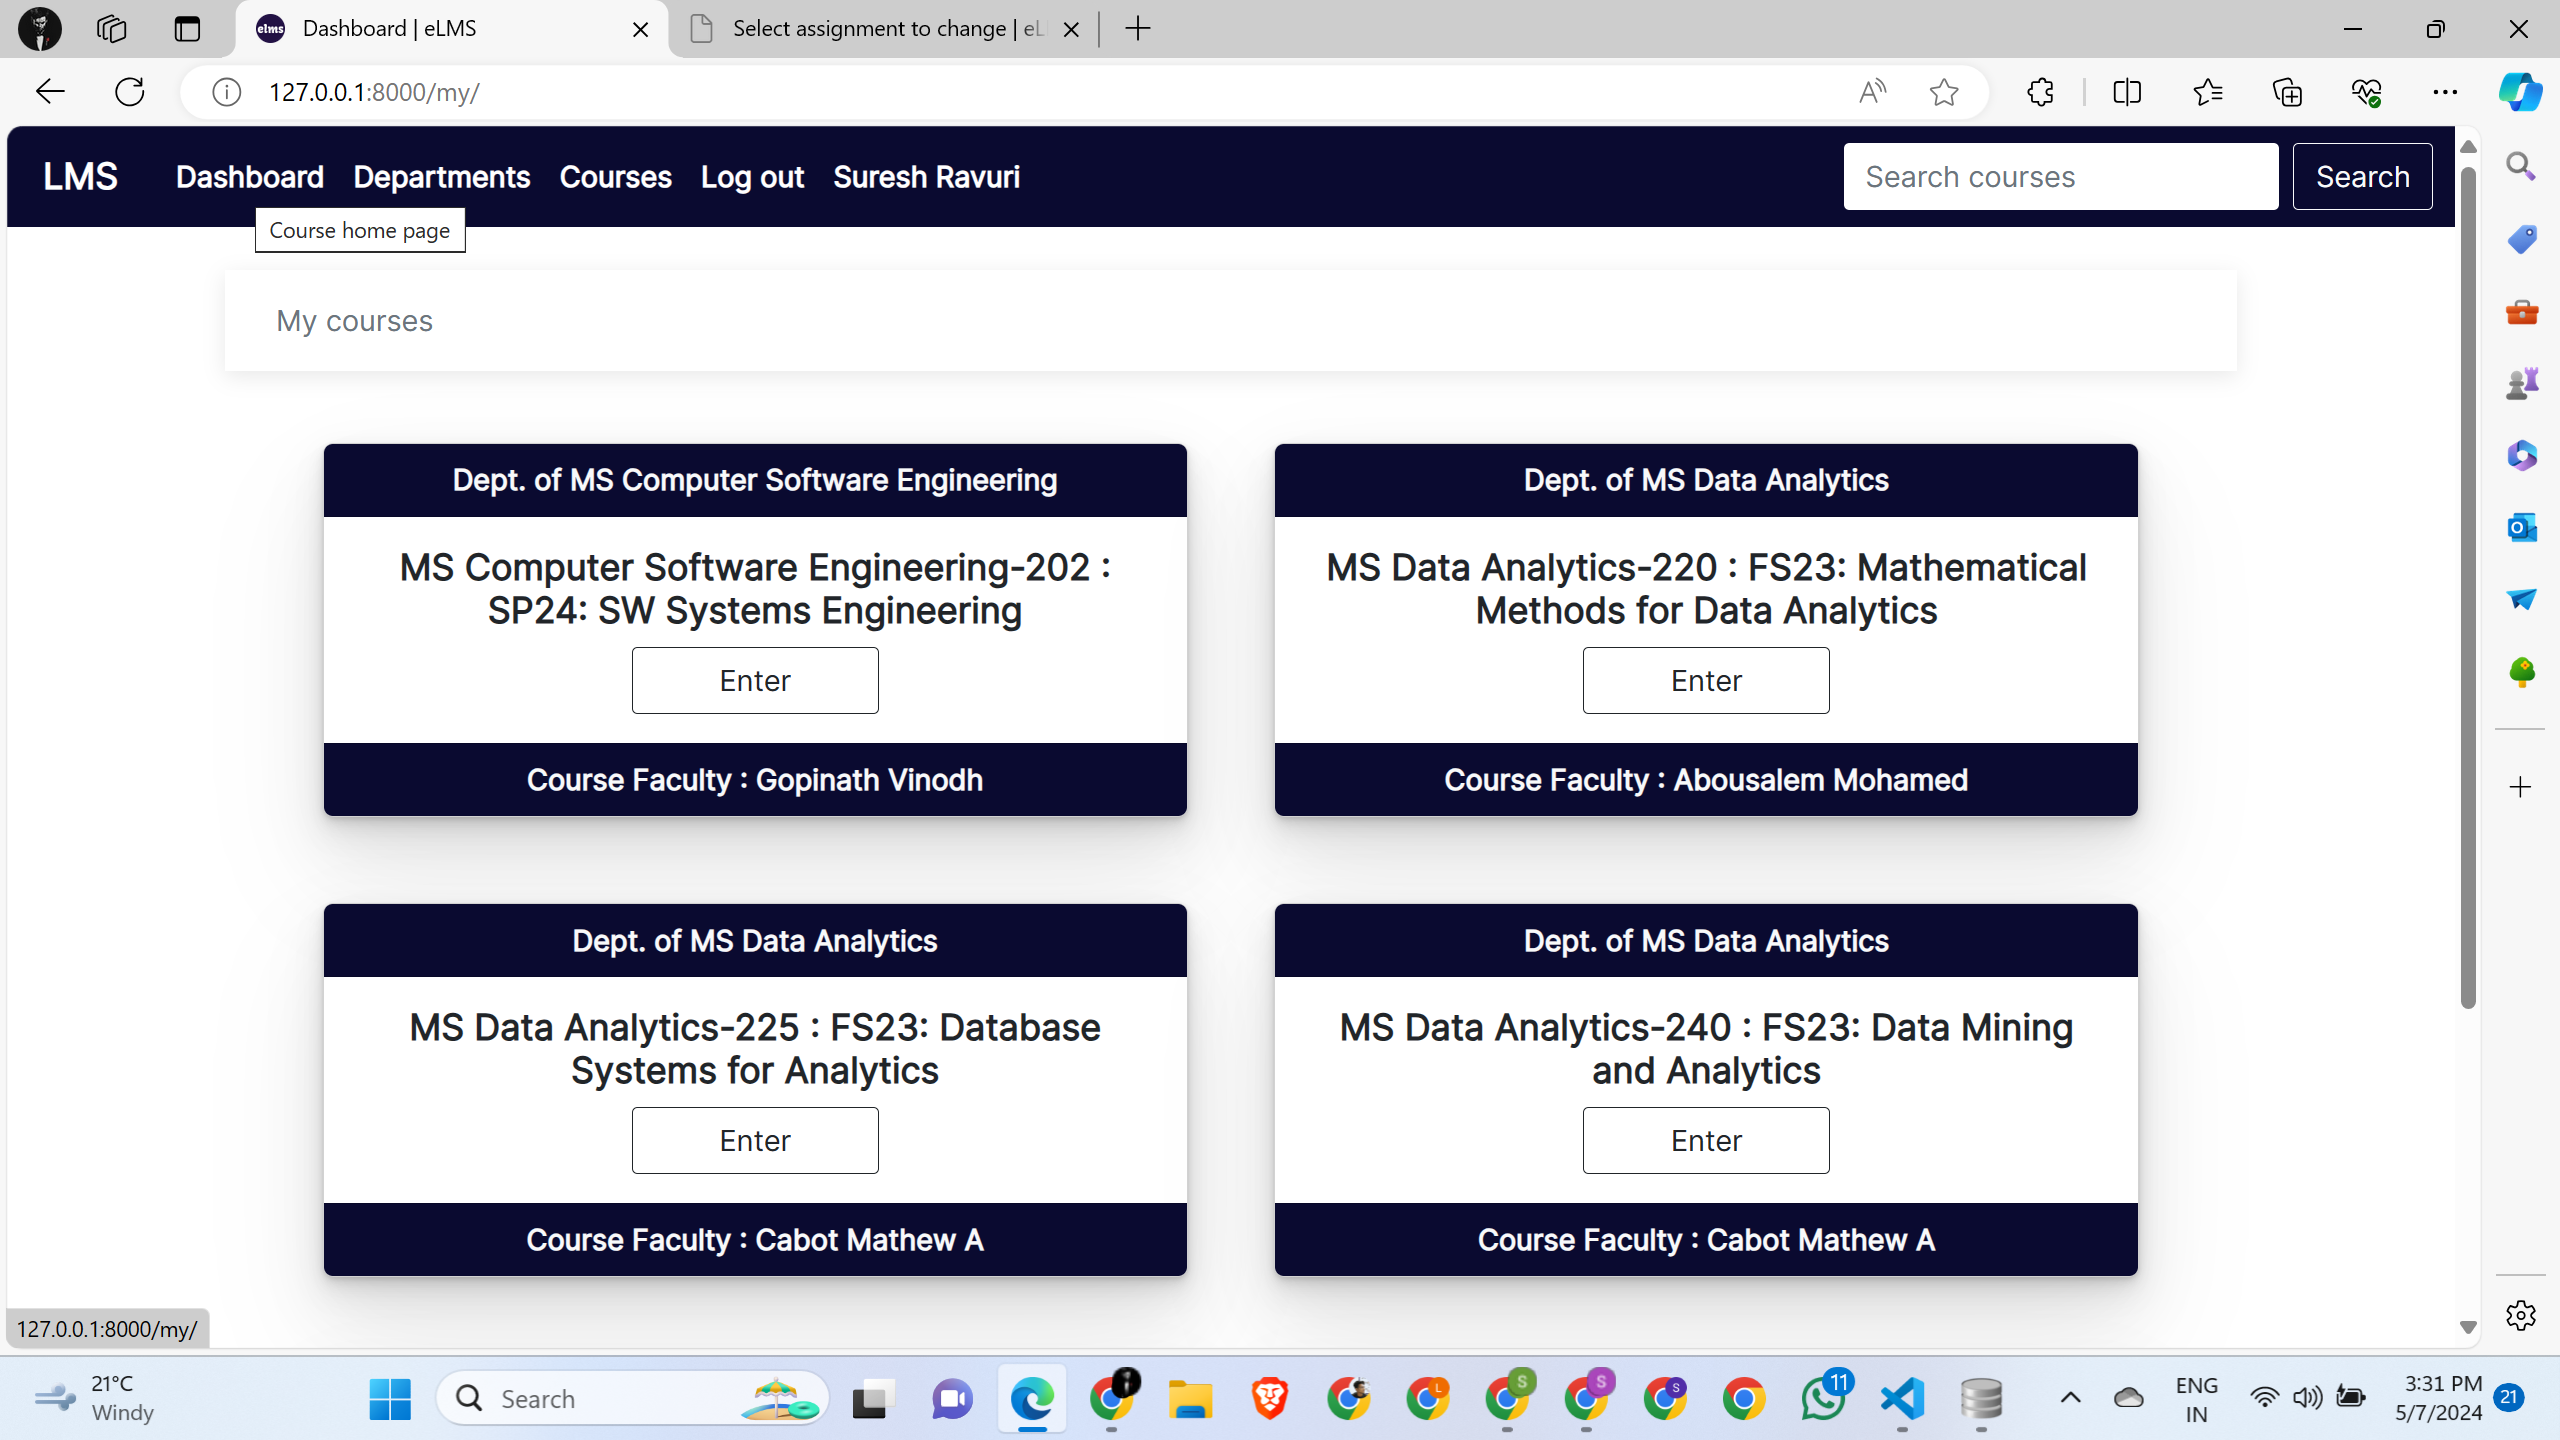 elms Dashboard | eLMS
Select assignment to change | eL
127.0.0.1:8000/my/
LMS Dashboard Departments Courses Log out Suresh Ravuri Search courses Search
Course home page
My courses
Dept. of MS Computer Software Engineering
MS Computer Software Engineering-202 :
SP24: SW Systems Engineering
Enter
Course Faculty : Gopinath Vinodh
Dept. of MS Data Analytics
MS Data Analytics-220 : FS23: Mathematical
Methods for Data Analytics
Enter
Course Faculty : Abousalem Mohamed
Dept. of MS Data Analytics
MS Data Analytics-225 : FS23: Database
Systems for Analytics
Enter
Course Faculty : Cabot Mathew A
Dept. of MS Data Analytics
MS Data Analytics-240 : FS23: Data Mining
and Analytics
Enter
Course Faculty : Cabot Mathew A
127.0.0.1:8000/my/
21°C
Windy
Search
L
S
S
S
11
ENG
IN
3:31 PM
5/7/2024
21